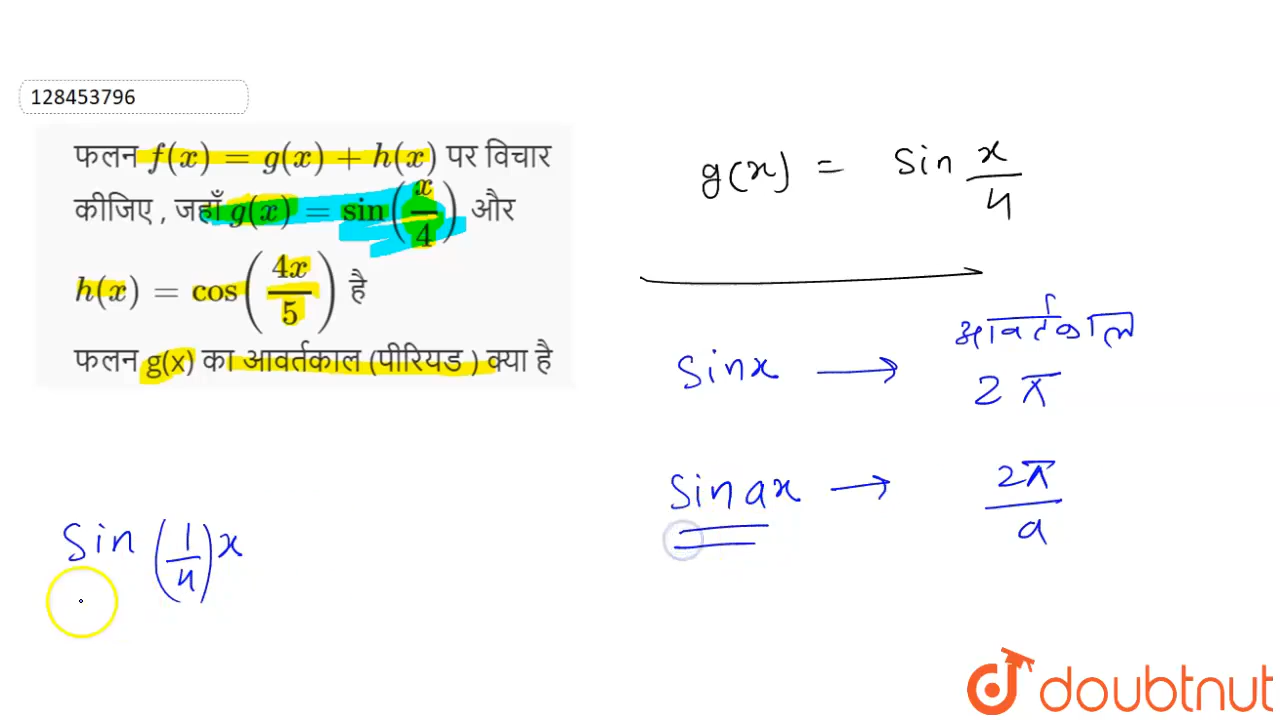 128453796
फलन f(x) = g(x) + h(x) पर विचार
कीजिए , जहाँ g(x) = sin(x/4) और
h(x) = cos(4x/5) है
फलन g(x) का आवर्तकाल (पीरियड ) क्या है
g(x) = sin x/4
आवर्तकाल
sinx → 2π
sin ax → 2π/a
Sin (1/4)x
doubtnut